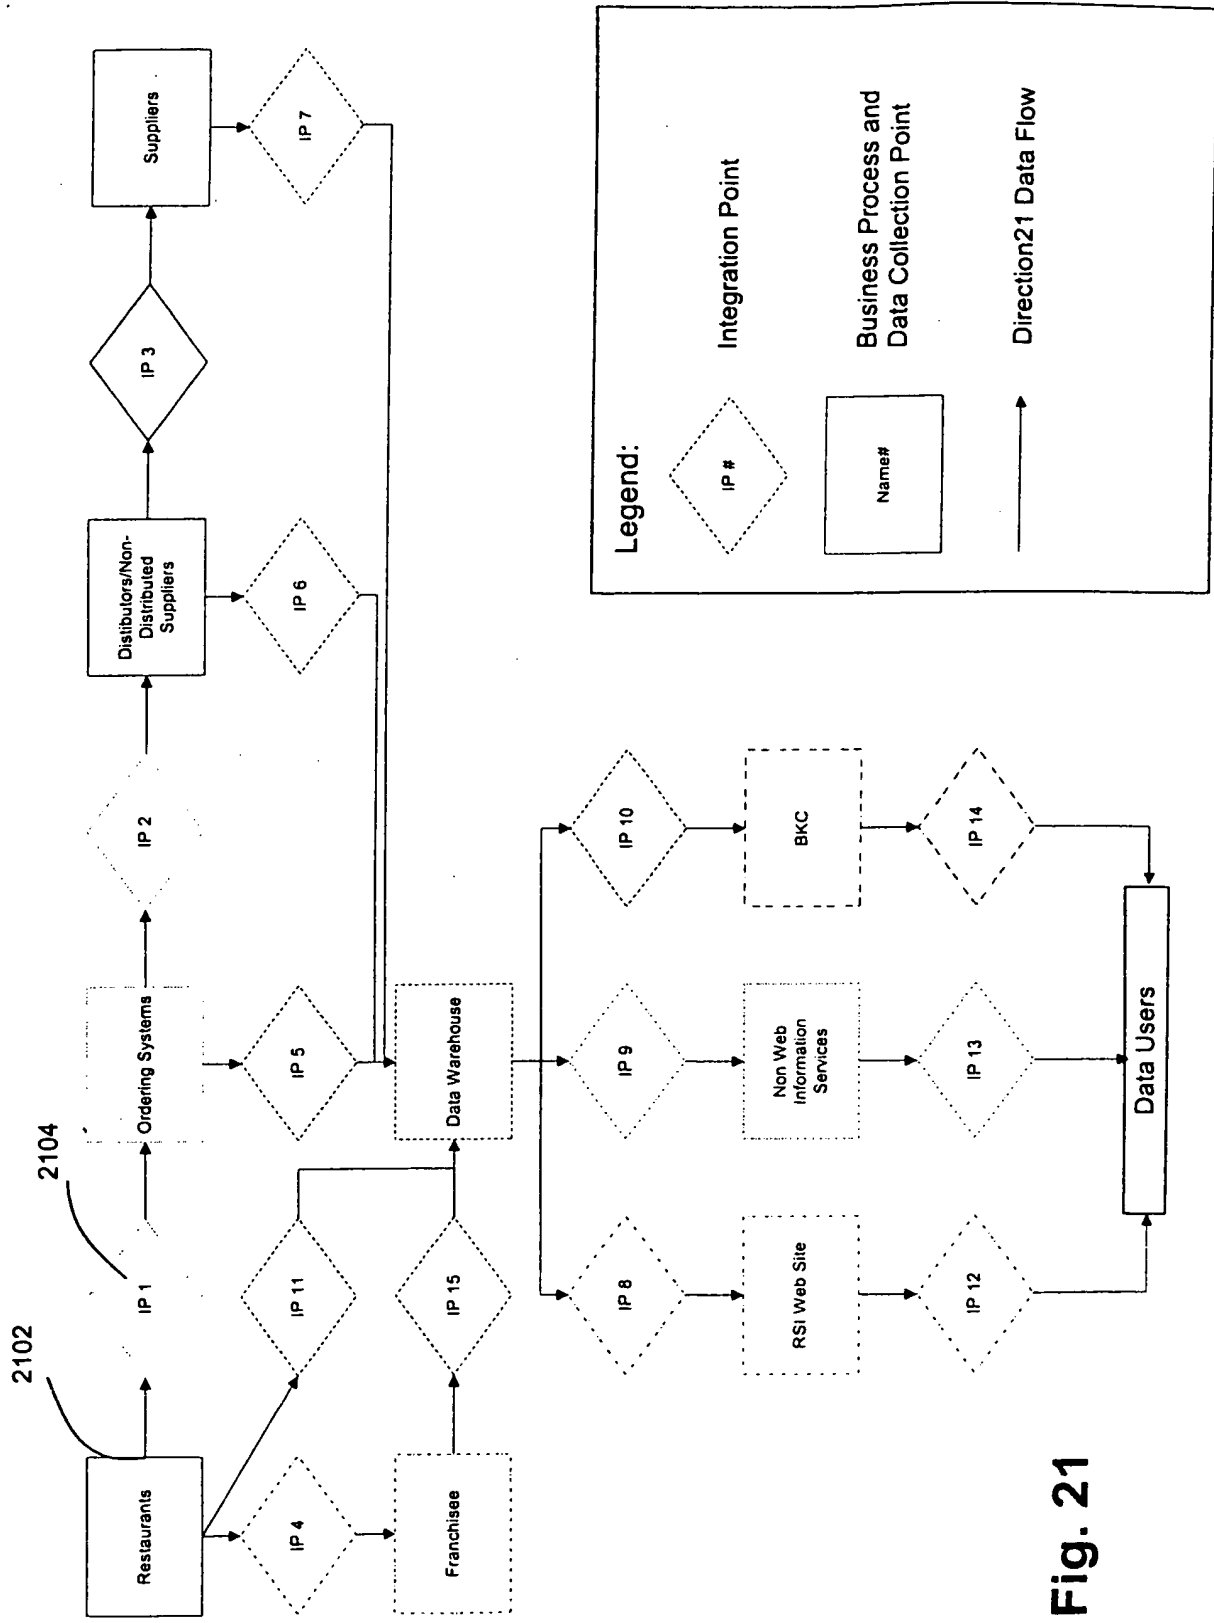 2102
2104
Restaurants
IP 1
Ordering Systems
IP 2
Distibutors/Non-
Distributed
Suppliers
IP 3
Suppliers
IP 4
IP 11
IP 5
IP 6
IP 7
Franchisee
IP 15
Data Warehouse
IP 8
IP 9
IP 10
RSI Web Site
Non Web
Information
Services
BKC
IP 12
IP 13
IP 14
Data Users
Legend:
IP #
Integration Point
Name#
Business Process and
Data Collection Point
Direction21 Data Flow
Fig. 21